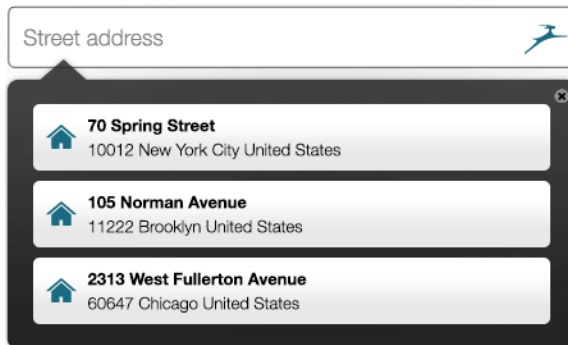 Street address
70 Spring Street
10012 New York City United States
105 Norman Avenue
11222 Brooklyn United States
2313 West Fullerton Avenue
60647 Chicago United States